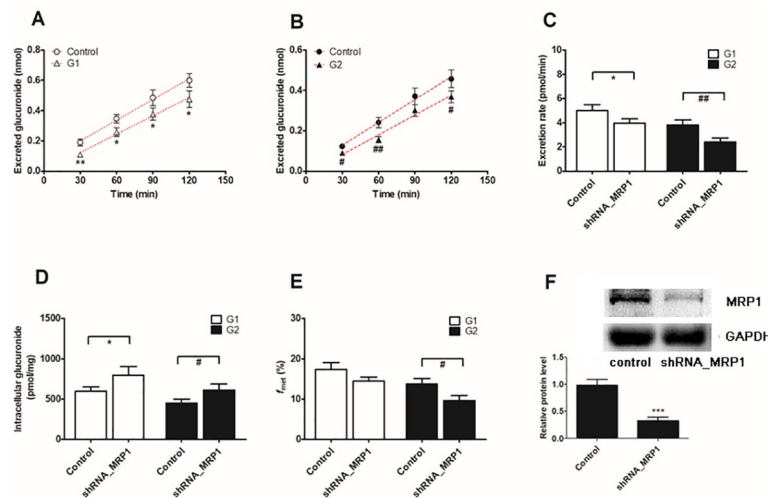 A
Excreted glucuronide (nmol)
0.8
0.6
0.4
0.2
0.0
Control
G1
**
*
*
*
0 30 60 90 120 150
Time (min)
B
Excreted glucuronide (nmol)
0.6
0.4
0.2
0.0
Control
G2
#
##
#
0 30 60 90 120 150
Time (min)
C
Excretion rate (pmol/min)
10
8
6
4
2
0
G1
G2
*
##
Control
shRNA_MRP1
Control
shRNA_MRP1
D
Intracellular glucuronide
(pmol/mg)
1500
1000
500
0
G1
G2
*
#
Control
shRNA_MRP1
Control
shRNA_MRP1
E
fmet (%)
30
20
10
0
G1
G2
#
Control
shRNA_MRP1
Control
shRNA_MRP1
F
MRP1
GAPDH
control shRNA_MRP1
Relative protein level
1.5
1.0
0.5
0.0
***
Control
shRNA_MRP1